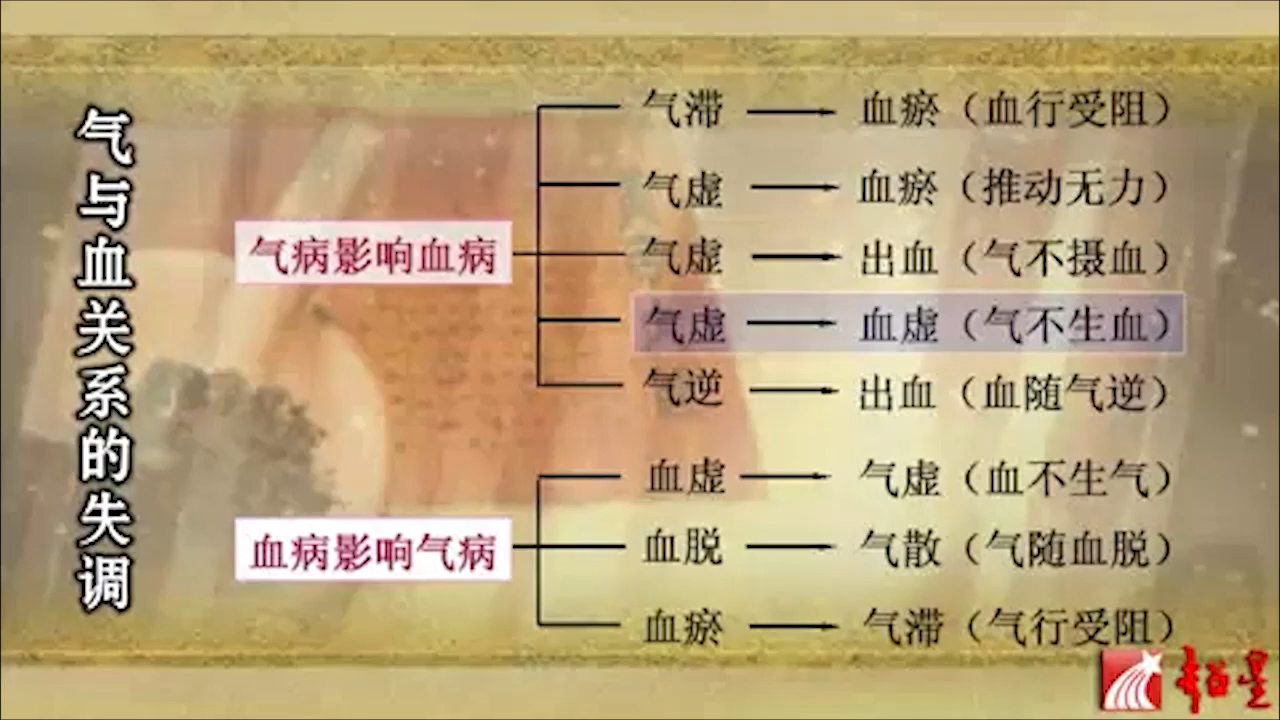 气与血关系的失调
气病影响血病
气滞 → 血瘀（血行受阻）
气虚 → 血瘀（推动无力）
气虚 → 出血（气不摄血）
气虚 → 血虚（气不生血）
气逆 → 出血（血随气逆）
血病影响气病
血虚 → 气虚（血不生气）
血脱 → 气散（气随血脱）
血瘀 → 气滞（气行受阻）